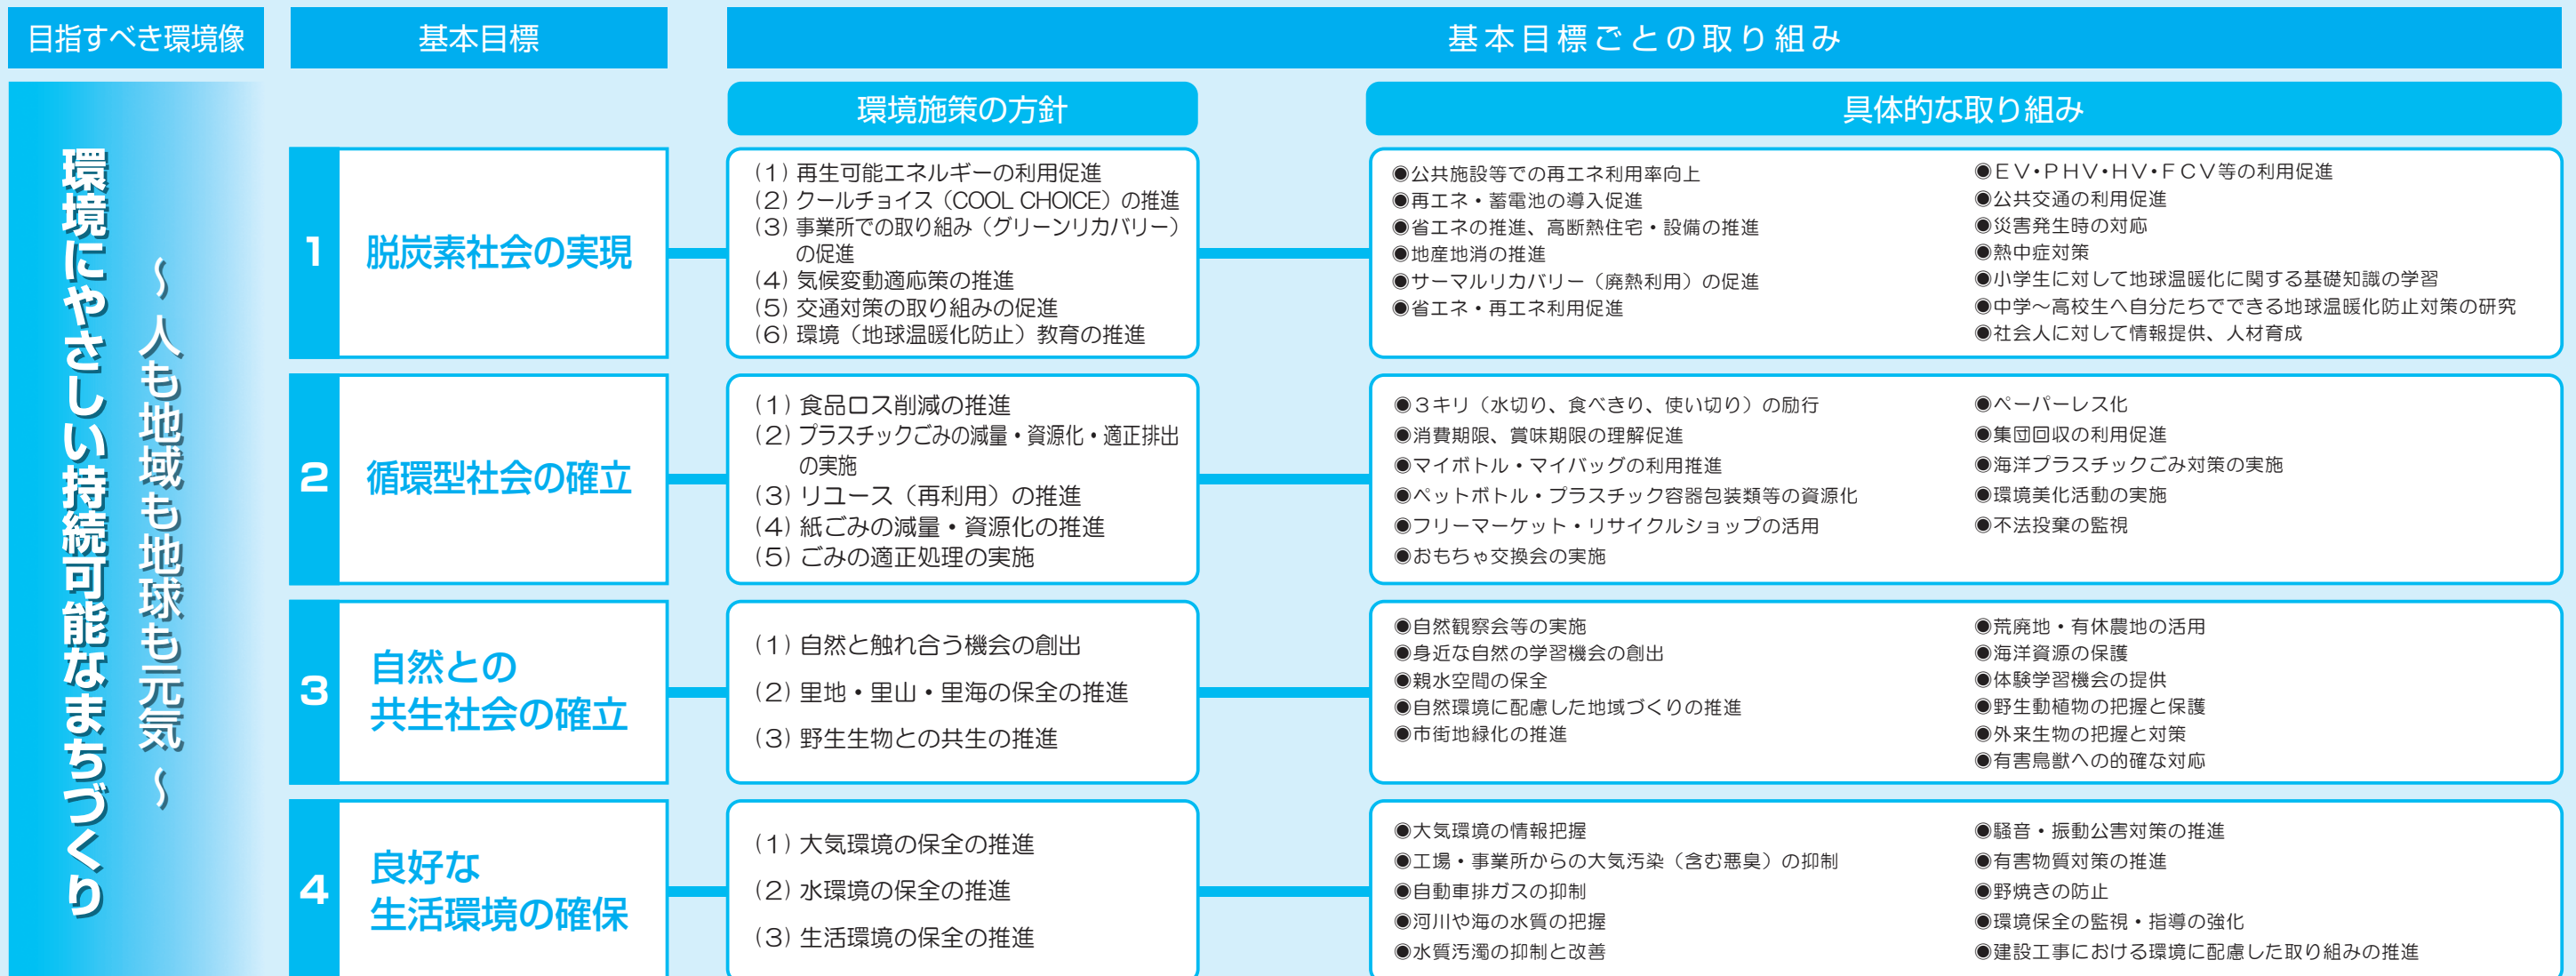 目指すべき環境像
基本目標
基本目標ごとの取り組み
環境施策の方針
具体的な取り組み
環境にやさしい持続可能なまちづくり
～ 人も地域も地球も元気 ～
1
脱炭素社会の実現
(1) 再生可能エネルギーの利用促進
(2) クールチョイス（COOL CHOICE）の推進
(3) 事業所での取り組み（グリーンリカバリー）
の促進
(4) 気候変動適応策の推進
(5) 交通対策の取り組みの促進
(6) 環境（地球温暖化防止）教育の推進
◉公共施設等での再エネ利用率向上
◉再エネ・蓄電池の導入促進
◉省エネの推進、高断熱住宅・設備の推進
◉地産地消の推進
◉サーマルリカバリー（廃熱利用）の促進
◉省エネ・再エネ利用促進
◉ＥＶ・ＰＨＶ・ＨＶ・ＦＣＶ等の利用促進
◉公共交通の利用促進
◉災害発生時の対応
◉熱中症対策
◉小学生に対して地球温暖化に関する基礎知識の学習
◉中学～高校生へ自分たちでできる地球温暖化防止対策の研究
◉社会人に対して情報提供、人材育成
2
循環型社会の確立
(1) 食品ロス削減の推進
(2) プラスチックごみの減量・資源化・適正排出
の実施
(3) リユース（再利用）の推進
(4) 紙ごみの減量・資源化の推進
(5) ごみの適正処理の実施
◉３キリ（水切り、食べきり、使い切り）の励行
◉消費期限、賞味期限の理解促進
◉マイボトル・マイバッグの利用推進
◉ペットボトル・プラスチック容器包装類等の資源化
◉フリーマーケット・リサイクルショップの活用
◉おもちゃ交換会の実施
◉ペーパーレス化
◉集団回収の利用促進
◉海洋プラスチックごみ対策の実施
◉環境美化活動の実施
◉不法投棄の監視
3
自然との
共生社会の確立
(1) 自然と触れ合う機会の創出
(2) 里地・里山・里海の保全の推進
(3) 野生生物との共生の推進
◉自然観察会等の実施
◉身近な自然の学習機会の創出
◉親水空間の保全
◉自然環境に配慮した地域づくりの推進
◉市街地緑化の推進
◉荒廃地・有休農地の活用
◉海洋資源の保護
◉体験学習機会の提供
◉野生動植物の把握と保護
◉外来生物の把握と対策
◉有害鳥獣への的確な対応
4
良好な
生活環境の確保
(1) 大気環境の保全の推進
(2) 水環境の保全の推進
(3) 生活環境の保全の推進
◉大気環境の情報把握
◉工場・事業所からの大気汚染（含む悪臭）の抑制
◉自動車排ガスの抑制
◉河川や海の水質の把握
◉水質汚濁の抑制と改善
◉騒音・振動公害対策の推進
◉有害物質対策の推進
◉野焼きの防止
◉環境保全の監視・指導の強化
◉建設工事における環境に配慮した取り組みの推進